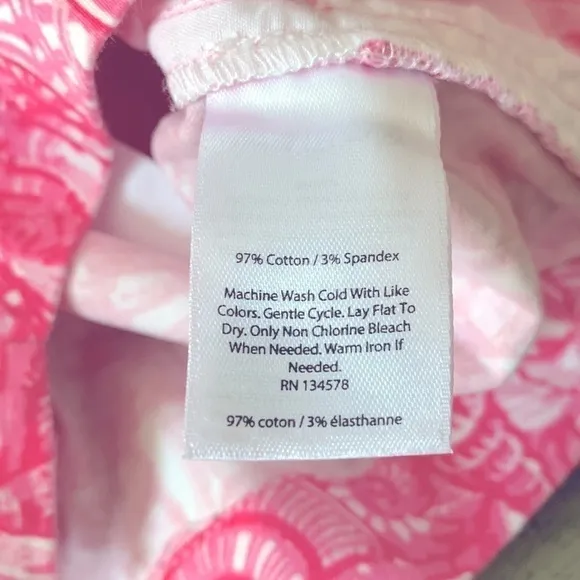 97% Cotton / 3% Spandex
Machine Wash Cold With Like
Colors. Gentle Cycle. Lay Flat To
Dry. Only Non Chlorine Bleach
When Needed. Warm Iron If
Needed.
RN 134578
97% coton / 3% élasthanne